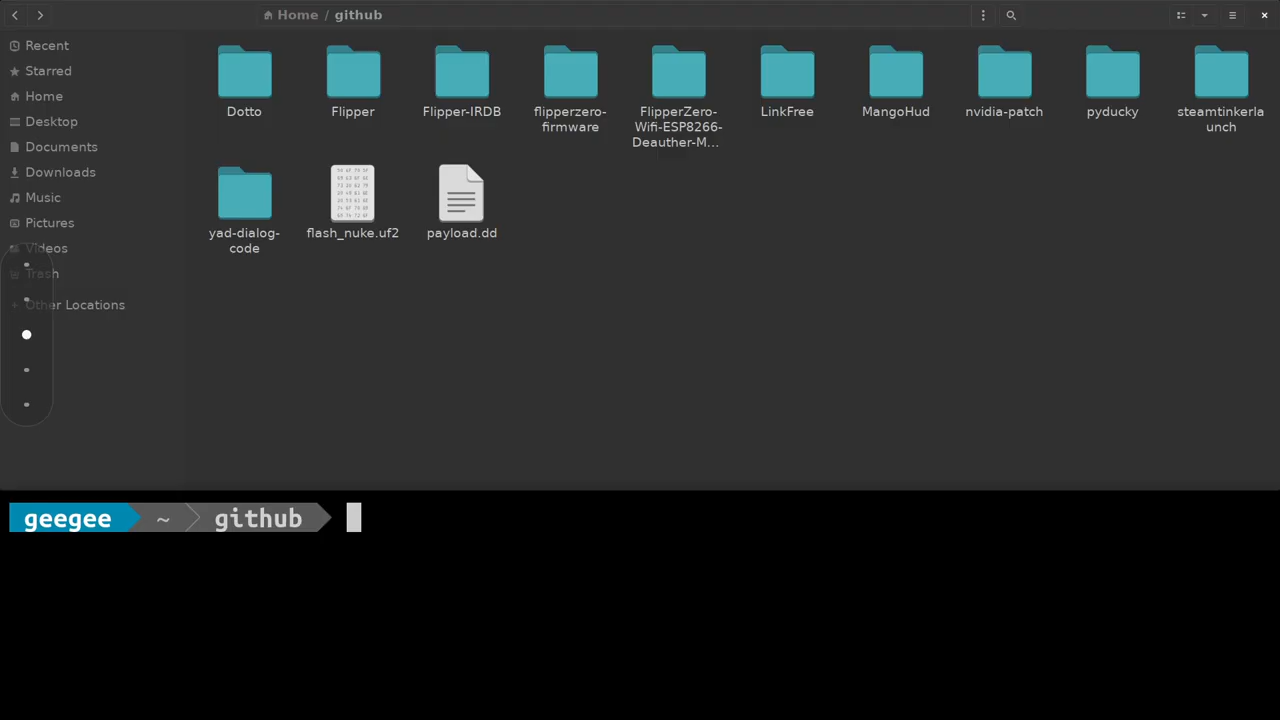 Home / github
Recent
Starred
Home
Desktop
Documents
Downloads
Music
Pictures
Videos
Trash
Other Locations
Dotto
Flipper
Flipper-IRDB
flipperzero-
firmware
FlipperZero-
Wifi-ESP8266-
Deauther-M...
LinkFree
MangoHud
nvidia-patch
pyducky
steamtinkerla
unch
yad-dialog-
code
flash_nuke.uf2
payload.dd
geegee ~ github